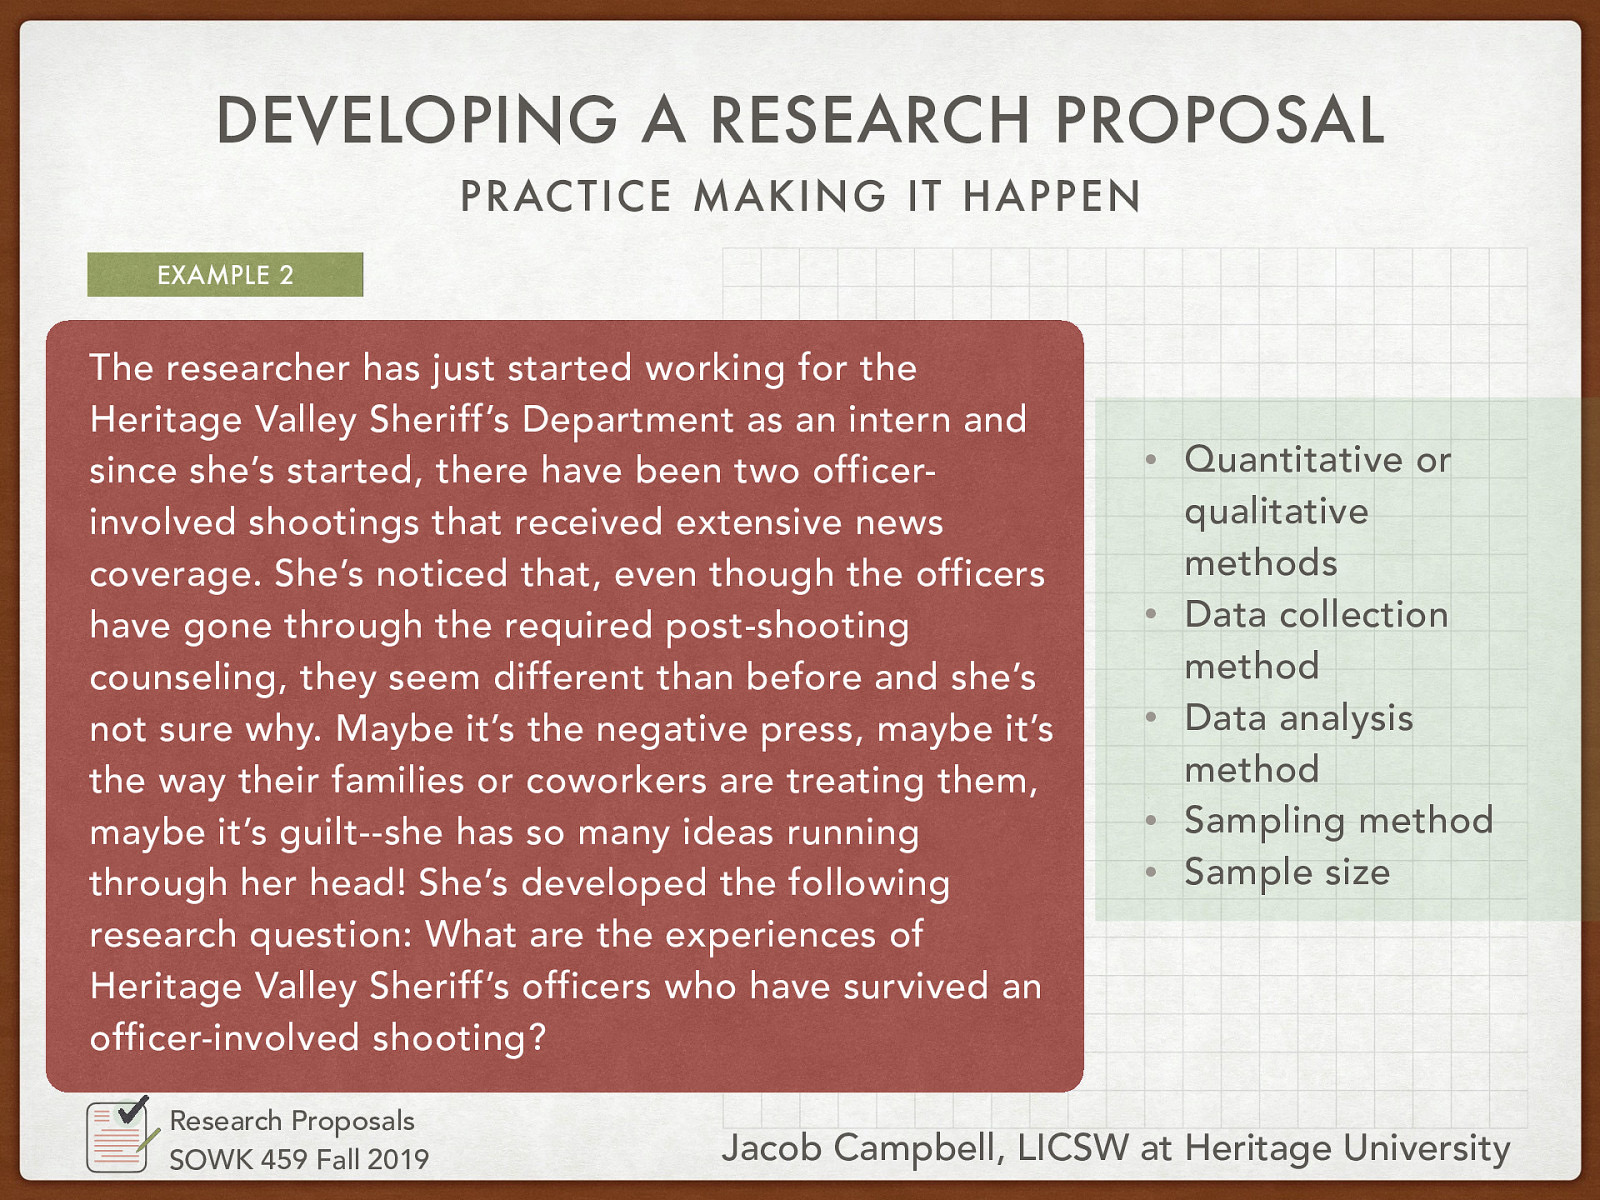 DEVELOPING A RESEARCH PROPOSAL
PRACTICE MAKING IT HAPPEN
EXAMPLE 2
The researcher has just started working for the
Heritage Valley Sheriff’s Department as an intern and
since she’s started, there have been two officer-
involved shootings that received extensive news
coverage. She’s noticed that, even though the officers
have gone through the required post-shooting
counseling, they seem different than before and she’s
not sure why. Maybe it’s the negative press, maybe it’s
the way their families or coworkers are treating them,
maybe it’s guilt--she has so many ideas running
through her head! She’s developed the following
research question: What are the experiences of
Heritage Valley Sheriff’s officers who have survived an
officer-involved shooting?
• Quantitative or
qualitative
methods
• Data collection
method
• Data analysis
method
• Sampling method
• Sample size
Research Proposals
SOWK 459 Fall 2019
Jacob Campbell, LICSW at Heritage University